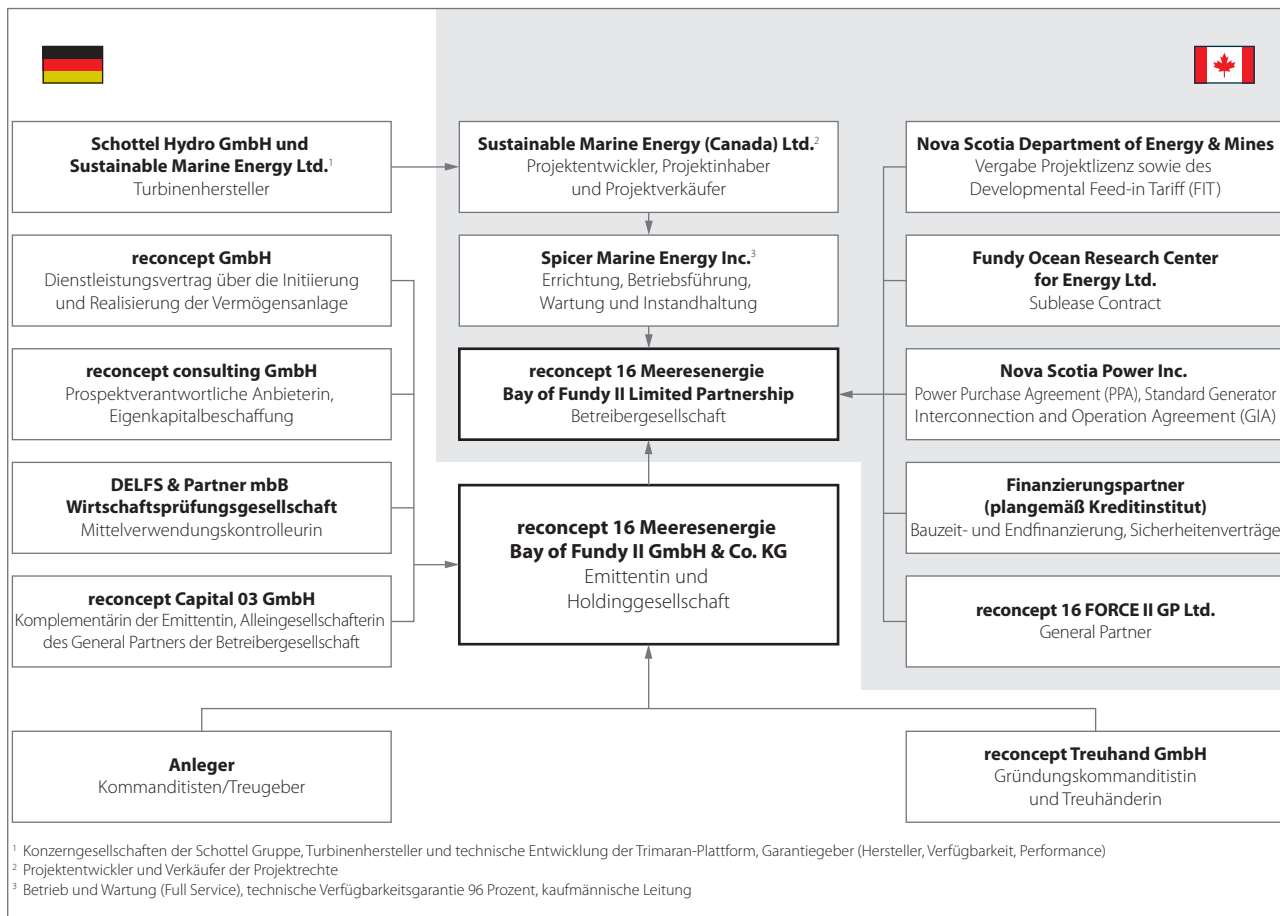 Schottel Hydro GmbH und
Sustainable Marine Energy Ltd.¹
Turbinenhersteller
Sustainable Marine Energy (Canada) Ltd.²
Projektentwickler, Projektinhaber
und Projektverkäufer
Nova Scotia Department of Energy & Mines
Vergabe Projektlizenz sowie des
Developmental Feed-in Tariff (FIT)
reconcept GmbH
Dienstleistungsvertrag über die Initiierung
und Realisierung der Vermögensanlage
Spicer Marine Energy Inc.³
Errichtung, Betriebsführung,
Wartung und Instandhaltung
Fundy Ocean Research Center
for Energy Ltd.
Sublease Contract
reconcept consulting GmbH
Prospektverantwortliche Anbieterin,
Eigenkapitalbeschaffung
reconcept 16 Meeresenergie
Bay of Fundy II Limited Partnership
Betreibergesellschaft
Nova Scotia Power Inc.
Power Purchase Agreement (PPA), Standard Generator
Interconnection and Operation Agreement (GIA)
DELFS & Partner mbB
Wirtschaftsprüfungsgesellschaft
Mittelverwendungskontrolleurin
reconcept 16 Meeresenergie
Bay of Fundy II GmbH & Co. KG
Emittentin und
Holdinggesellschaft
Finanzierungspartner
(plangemäß Kreditinstitut)
Bauzeit- und Endfinanzierung, Sicherheitenverträge
reconcept Capital 03 GmbH
Komplementärin der Emittentin, Alleingesellschafterin
des General Partners der Betreibergesellschaft
reconcept 16 FORCE II GP Ltd.
General Partner
Anleger
Kommanditisten/Treugeber
reconcept Treuhand GmbH
Gründungskommanditistin
und Treuhänderin
¹ Konzerngesellschaften der Schottel Gruppe, Turbinenhersteller und technische Entwicklung der Trimaran-Plattform, Garantiegeber (Hersteller, Verfügbarkeit, Performance)
² Projektentwickler und Verkäufer der Projektrechte
³ Betrieb und Wartung (Full Service), technische Verfügbarkeitsgarantie 96 Prozent, kaufmännische Leitung